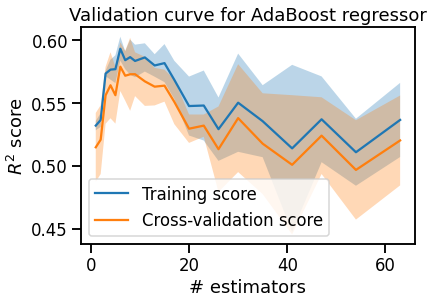 Validation curve for AdaBoost regressor
0.60
0.55
0.50
0.45
R² score
Training score
Cross-validation score
0 20 40 60
# estimators